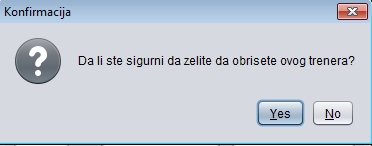 Konfirmacija
Da li ste sigurni da zelite da obrisete ovog trenera?
Yes
No